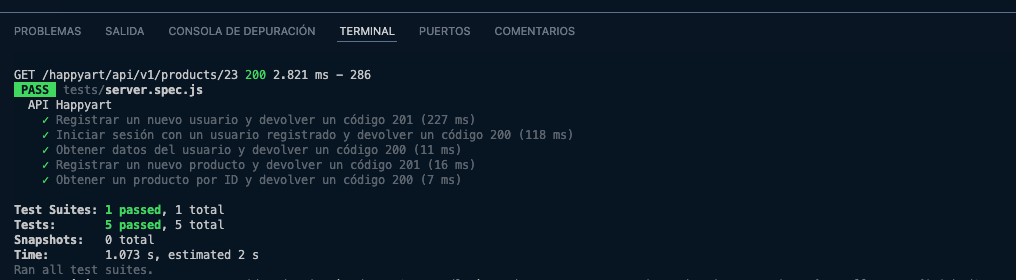 PROBLEMAS SALIDA CONSOLA DE DEPURACIÓN TERMINAL PUERTOS COMENTARIOS
GET /happyart/api/v1/products/23 200 2.821 ms - 286
PASS tests/server.spec.js
API Happyart
✓ Registrar un nuevo usuario y devolver un código 201 (227 ms)
✓ Iniciar sesión con un usuario registrado y devolver un código 200 (118 ms)
✓ Obtener datos del usuario y devolver un código 200 (11 ms)
✓ Registrar un nuevo producto y devolver un código 201 (16 ms)
✓ Obtener un producto por ID y devolver un código 200 (7 ms)
Test Suites: 1 passed, 1 total
Tests: 5 passed, 5 total
Snapshots: 0 total
Time: 1.073 s, estimated 2 s
Ran all test suites.